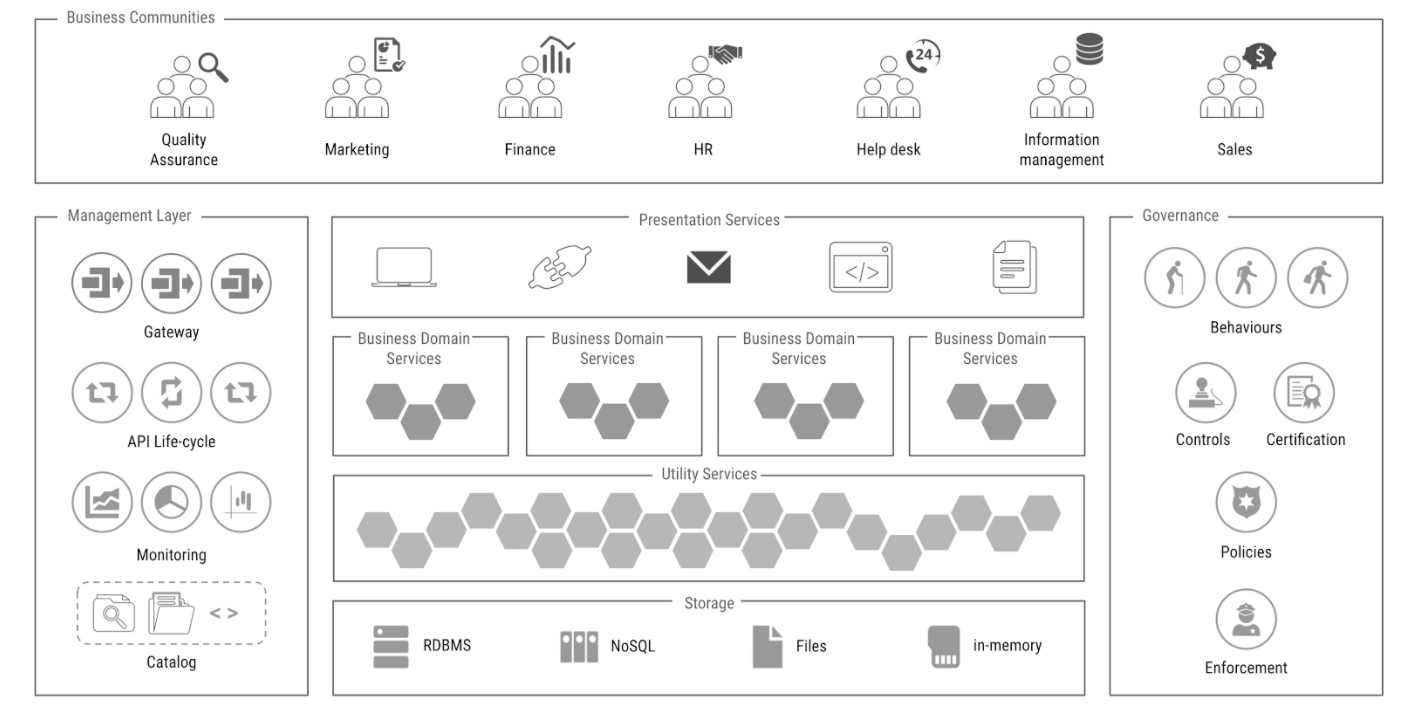 Business Communities
24
$
Quality
Assurance
Marketing
Finance
HR
Help desk
Information
management
Sales
Management Layer
Gateway
API Life-cycle
Monitoring
< >
Catalog
Presentation Services
</>
Business Domain
Services
Business Domain
Services
Business Domain
Services
Business Domain
Services
Utility Services
Storage
RDBMS
NoSQL
Files
in-memory
Governance
Behaviours
Controls
Certification
Policies
Enforcement